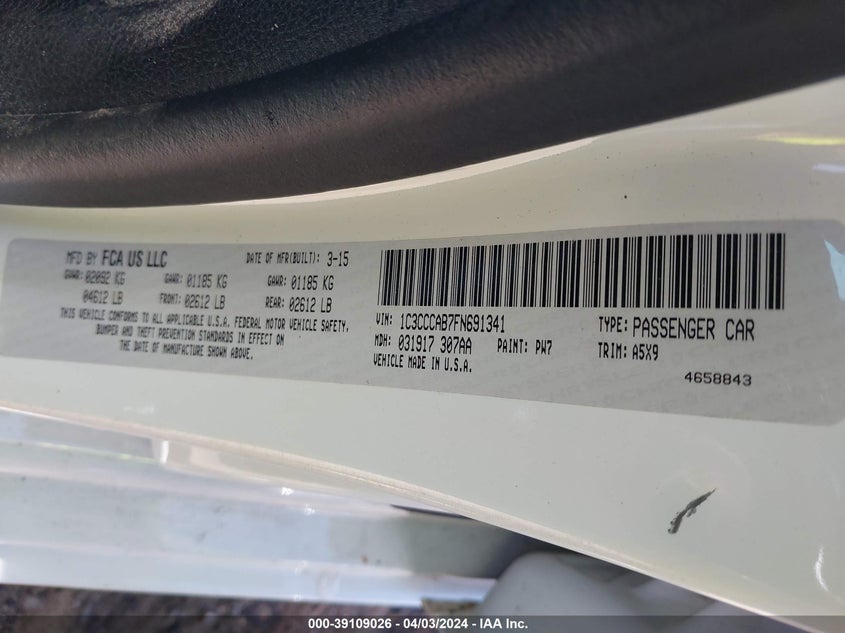 MFD BY FCA US LLC DATE OF MFR(BUILT): 3-15
GAWR: 02092 KG GAWR: 01185 KG GAWR: 01185 KG
04612 LB FRONT: 02612 LB REAR: 02612 LB
THIS VEHICLE CONFORMS TO ALL APPLICABLE U.S.A. FEDERAL MOTOR VEHICLE SAFETY,
BUMPER AND THEFT PREVENTION STANDARDS IN EFFECT ON
THE DATE OF MANUFACTURE SHOWN ABOVE.
VIN: 1C3CCCAB7FN691341 TYPE: PASSENGER CAR
MDH: 031917 307AA PAINT: PW7 TRIM: A5X9
VEHICLE MADE IN U.S.A.
4658843
000-39109026 - 04/03/2024 - © IAA, Inc.